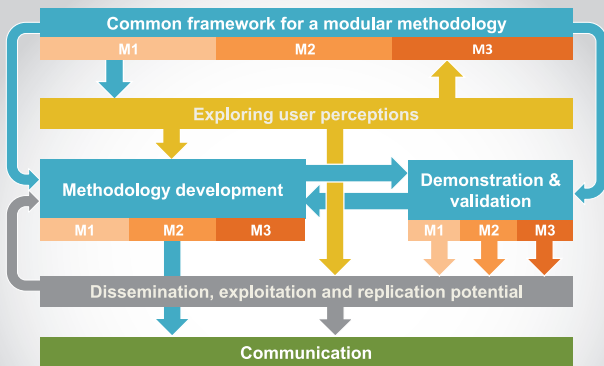 Common framework for a modular methodology
M1 M2 M3
Exploring user perceptions
Methodology development
M1 M2 M3
Demonstration &
validation
M1 M2 M3
Dissemination, exploitation and replication potential
Communication